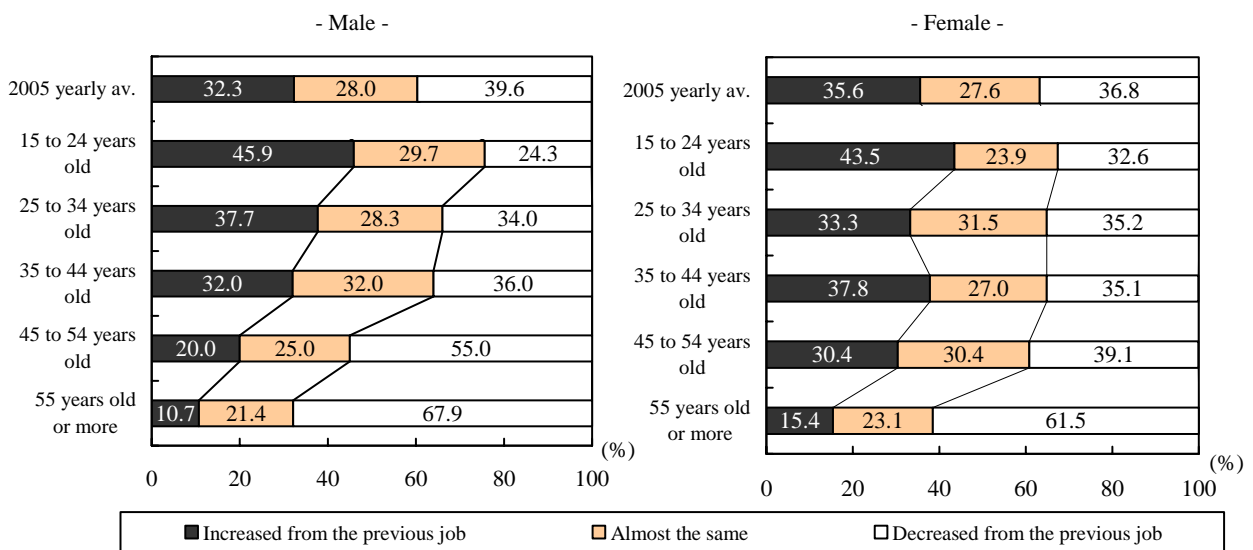 - Male -
2005 yearly av.
32.3 28.0 39.6
15 to 24 years
old
45.9 29.7 24.3
25 to 34 years
old
37.7 28.3 34.0
35 to 44 years
old
32.0 32.0 36.0
45 to 54 years
old
20.0 25.0 55.0
55 years old
or more
10.7 21.4 67.9
(%)
0 20 40 60 80 100
- Female -
2005 yearly av.
35.6 27.6 36.8
15 to 24 years
old
43.5 23.9 32.6
25 to 34 years
old
33.3 31.5 35.2
35 to 44 years
old
37.8 27.0 35.1
45 to 54 years
old
30.4 30.4 39.1
55 years old
or more
15.4 23.1 61.5
(%)
0 20 40 60 80 100
Increased from the previous job Almost the same Decreased from the previous job